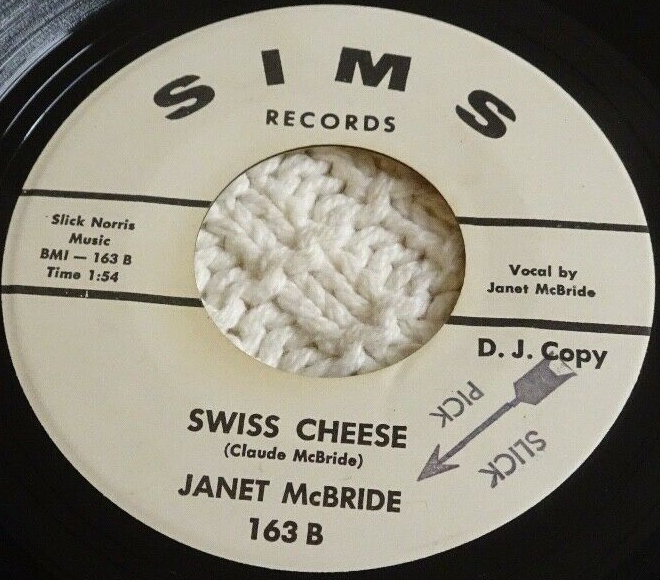 SIMS
RECORDS
Slick Norris
Music
BMI — 163 B
Time 1:54
Vocal by
Janet McBride
D. J. Copy
SLICK
PICK
SWISS CHEESE
(Claude McBride)
JANET McBRIDE
163 B